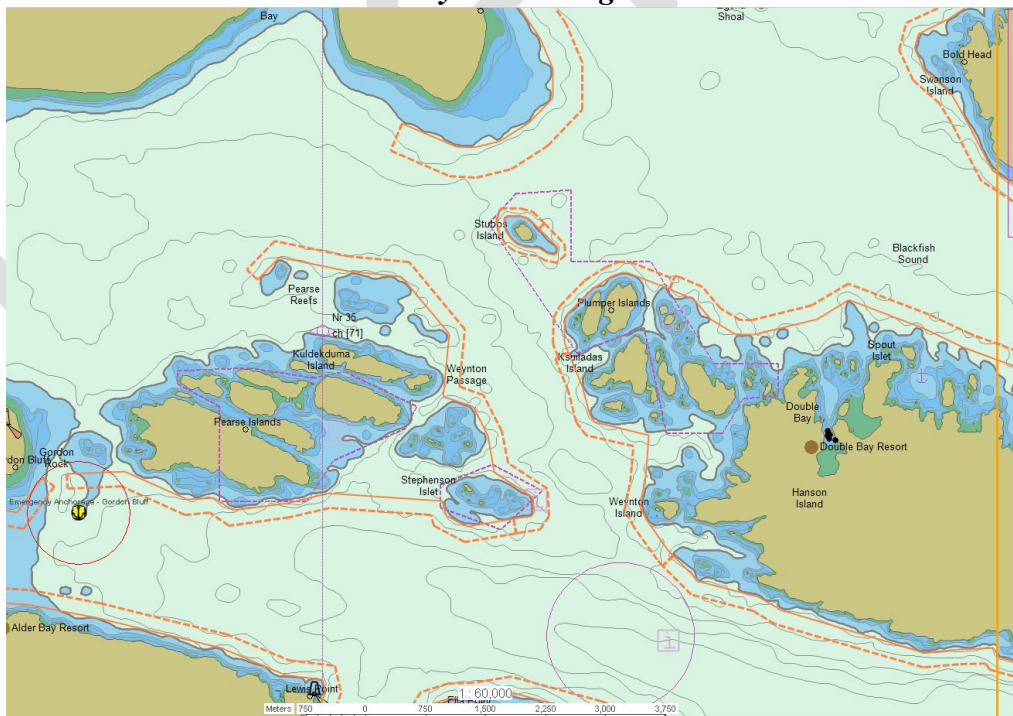 Bay
Shoal
Bold Head
Swanson
Island
Stubbs
Island
Blackfish
Sound
Pearse
Reefs
Plumper Islands
Nr 35
ch [71]
Kuldekduma
Island
Weynton
Passage
Ksuiladas
Island
Spout
Islet
Pearse Islands
Double
Bay
Double Bay Resort
Gordon
Rock
rdon Bluff
Stephenson
Islet
Hanson
Island
Weynton
Island
Emergency Anchorage - Gordon Bluff
Alder Bay Resort
Lewis Point
1 : 60,000
Meters 750 0 750 1,500 2,250 3,000 3,750